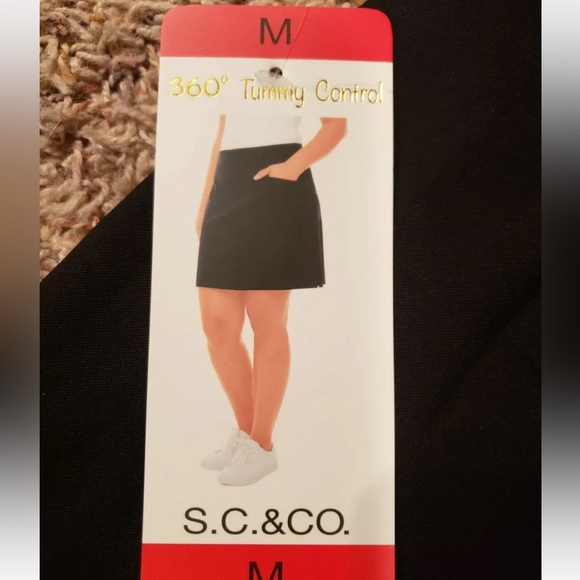 M
360° Tummy Control
S.C.&CO.
M